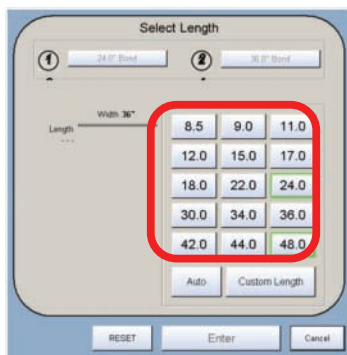 Select Length
1 24.0" Bond 2 36.0" Bond
Width 36"
Length
---
8.5 9.0 11.0
12.0 15.0 17.0
18.0 22.0 24.0
30.0 34.0 36.0
42.0 44.0 48.0
Auto Custom Length
RESET Enter Cancel